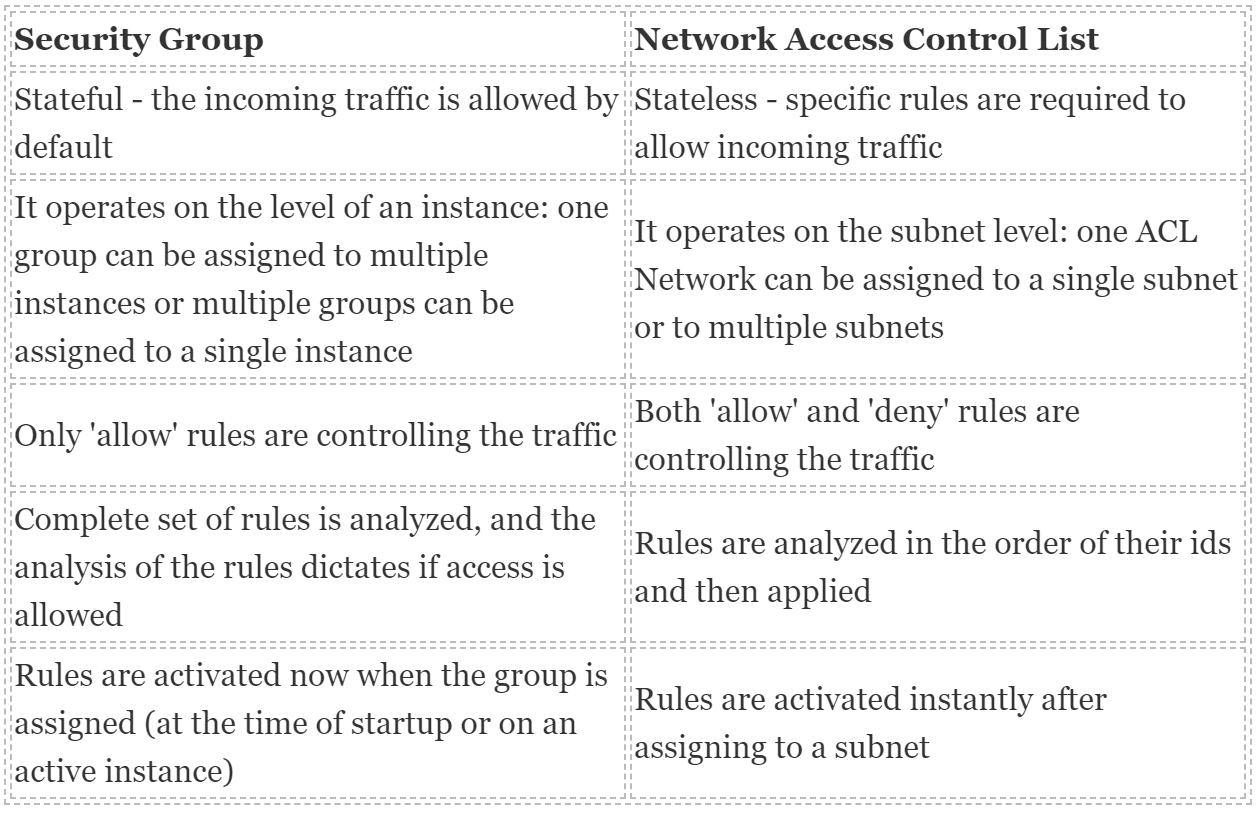 Security Group
Network Access Control List
Stateful - the incoming traffic is allowed by
default
Stateless - specific rules are required to
allow incoming traffic
It operates on the level of an instance: one
group can be assigned to multiple
instances or multiple groups can be
assigned to a single instance
It operates on the subnet level: one ACL
Network can be assigned to a single subnet
or to multiple subnets
Only 'allow' rules are controlling the traffic
Both 'allow' and 'deny' rules are
controlling the traffic
Complete set of rules is analyzed, and the
analysis of the rules dictates if access is
allowed
Rules are analyzed in the order of their ids
and then applied
Rules are activated now when the group is
assigned (at the time of startup or on an
active instance)
Rules are activated instantly after
assigning to a subnet